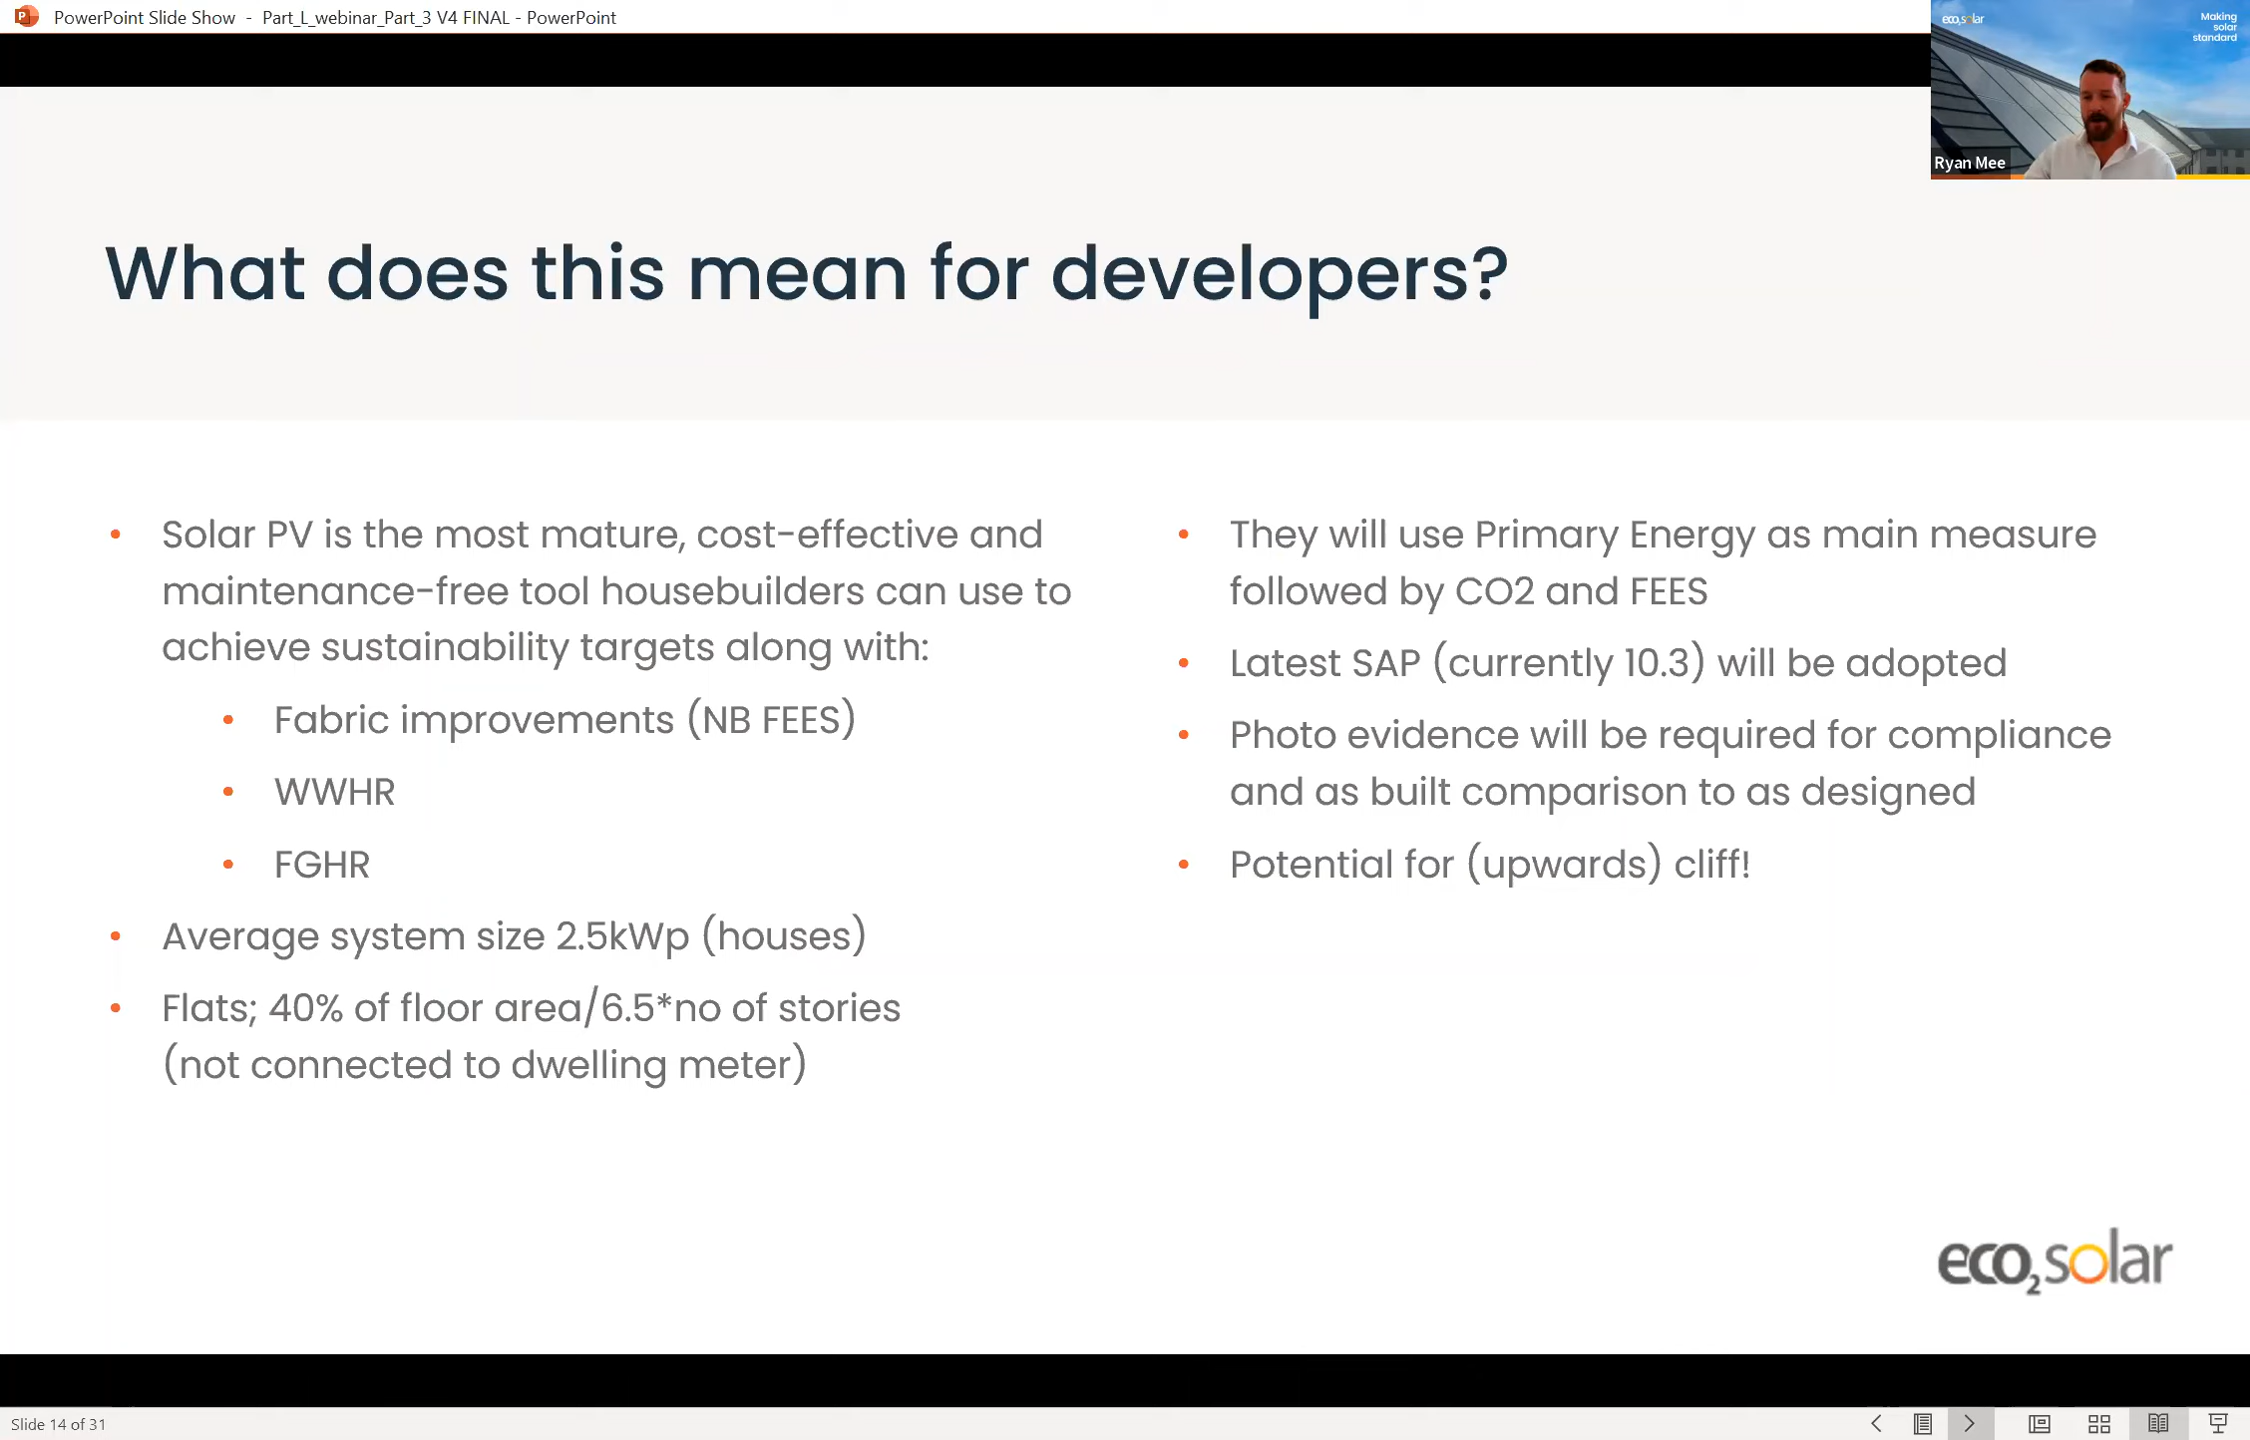 PowerPoint Slide Show - Part_L_webinar_Part_3 V4 FINAL - PowerPoint
eco2solar
Making
solar
standard
Ryan Mee
What does this mean for developers?
• Solar PV is the most mature, cost-effective and
maintenance-free tool housebuilders can use to
achieve sustainability targets along with:
• Fabric improvements (NB FEES)
• WWHR
• FGHR
• Average system size 2.5kWp (houses)
• Flats; 40% of floor area/6.5*no of stories
(not connected to dwelling meter)
• They will use Primary Energy as main measure
followed by CO2 and FEES
• Latest SAP (currently 10.3) will be adopted
• Photo evidence will be required for compliance
and as built comparison to as designed
• Potential for (upwards) cliff!
eco2solar
Slide 14 of 31